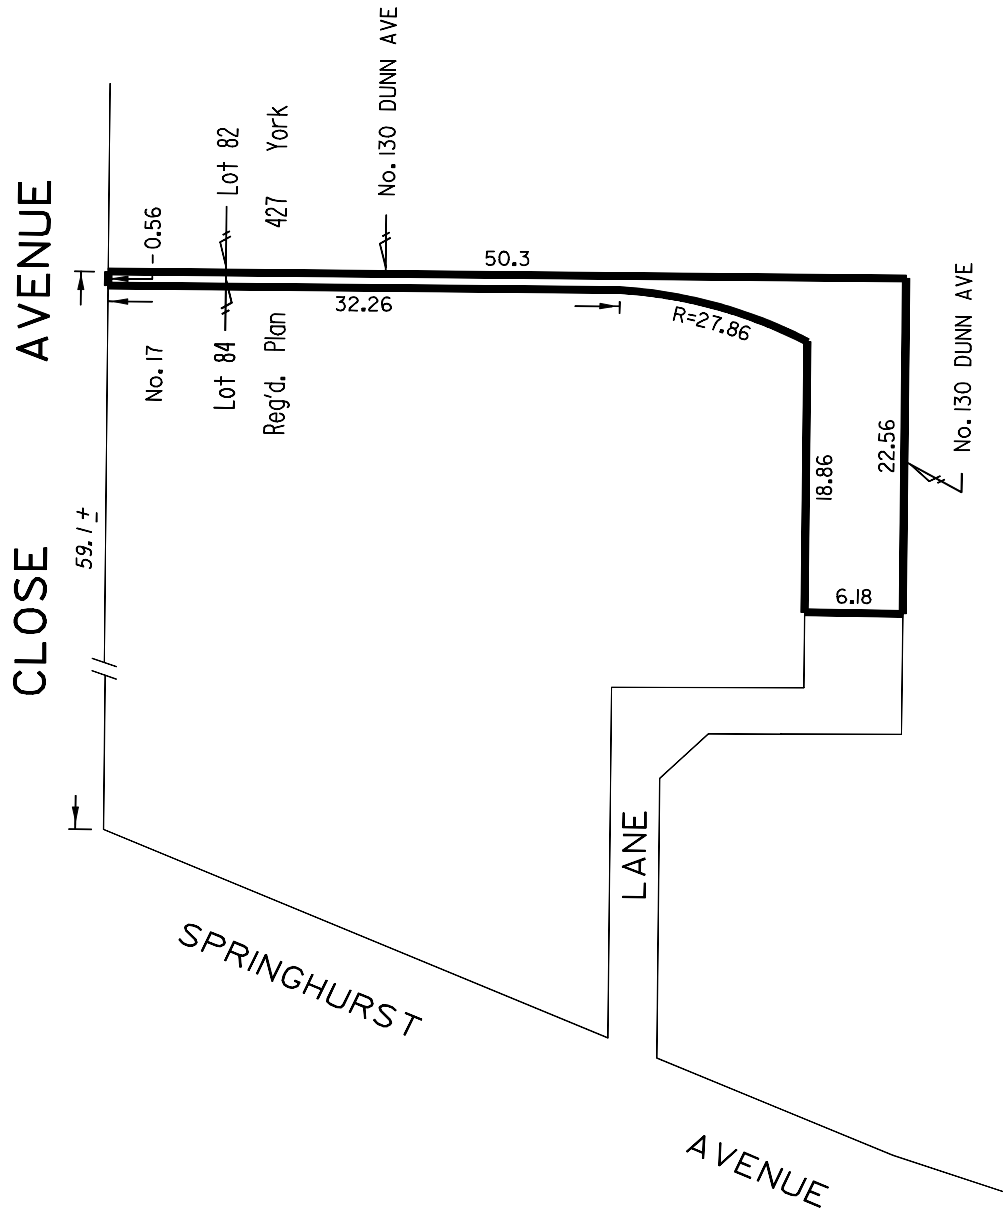 CLOSE AVENUE
59.1±
No. 17
0.56
Lot 84
Lot 82
Reg'd. Plan 427 York
No. 130 DUNN AVE
50.3
32.26
R=27.86
18.86
22.56
No. 130 DUNN AVE
6.18
LANE
SPRINGHURST AVENUE